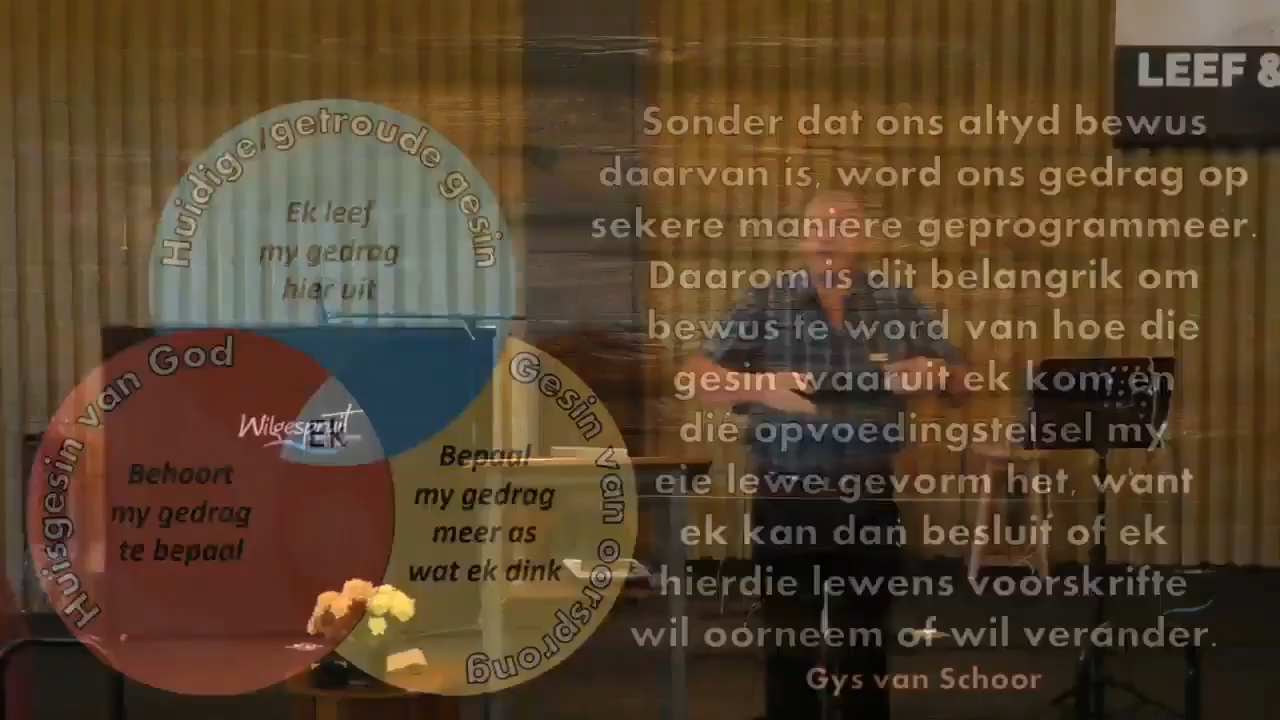 LEEF &
Huidige/getroude gesin
Ek leef
my gedrag
hier uit
Huisgesin van God
Behoort
my gedrag
te bepaal
Wilgespruit
EK
Gesin van oorsprong
Bepaal
my gedrag
meer as
wat ek dink
Sonder dat ons altyd bewus
daarvan is, word ons gedrag op
sekere maniere geprogrammeer.
Daarom is dit belangrik om
bewus te word van hoe die
gesin waaruit ek kom en
dié opvoedingstelsel my
eie lewe gevorm het, want
ek kan dan besluit of ek
hierdie lewens voorskrifte
wil oorneem of wil verander.
Gys van Schoor